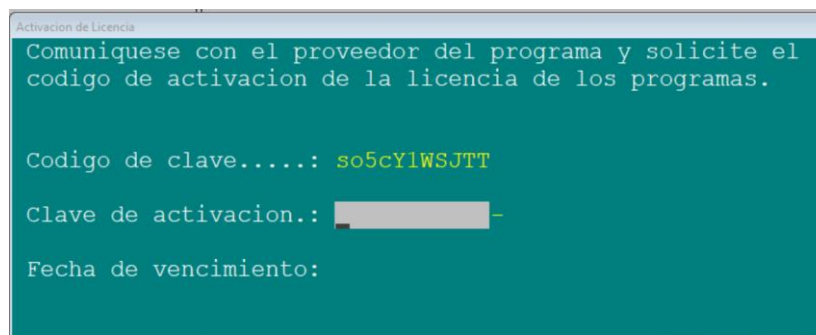 Activacion de Licencia
Comuniquese con el proveedor del programa y solicite el
codigo de activacion de la licencia de los programas.
Codigo de clave.....: so5cY1WSJTT
Clave de activacion.: -
Fecha de vencimiento: